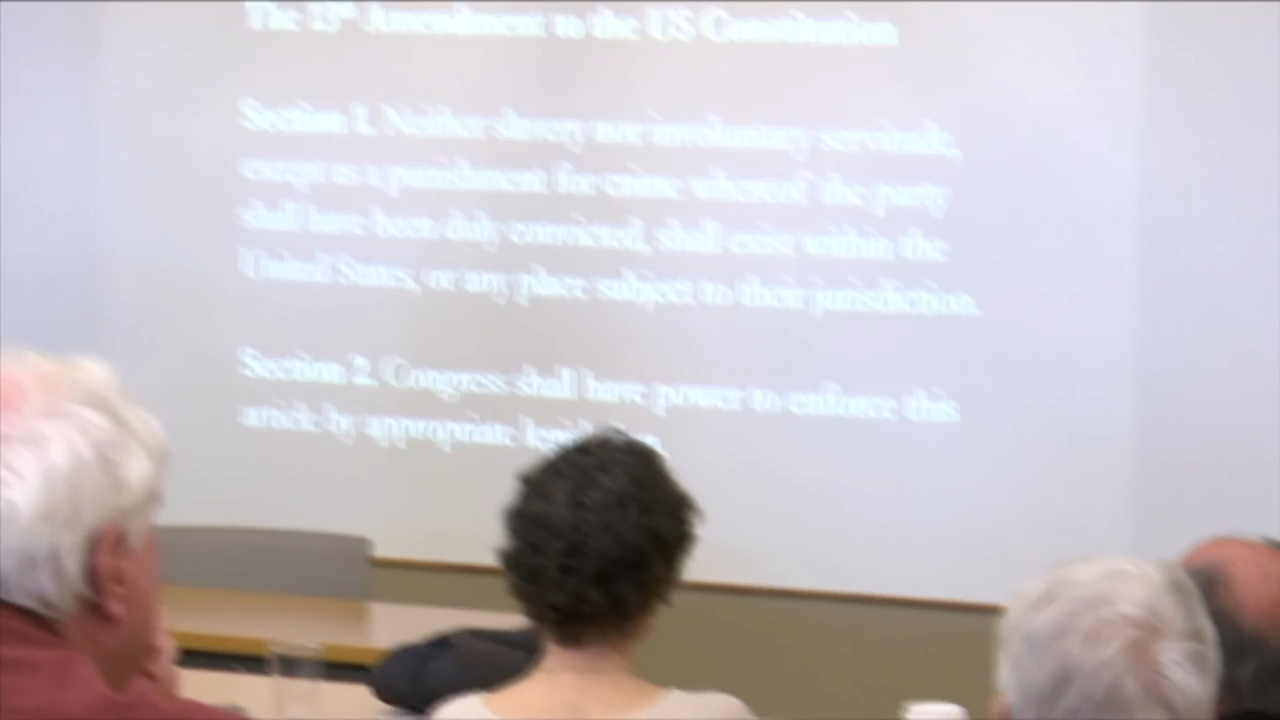 The 13th Amendment to the US Constitution
Section 1. Neither slavery nor involuntary servitude,
except as a punishment for crime whereof the party
shall have been duly convicted, shall exist within the
United States, or any place subject to their jurisdiction.
Section 2. Congress shall have power to enforce this
article by appropriate